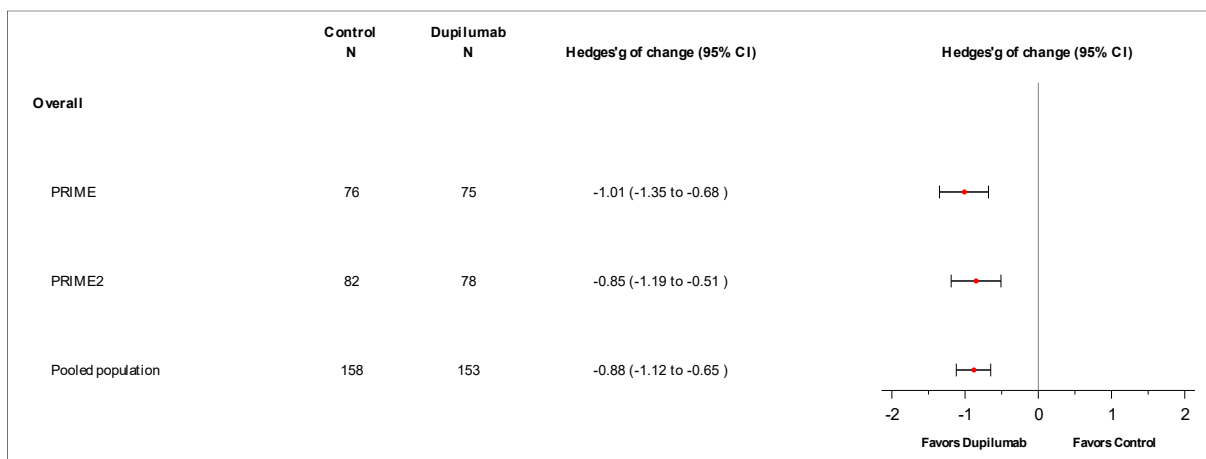 Control Dupilumab
N N Hedges'g of change (95% CI) Hedges'g of change (95% CI)
Overall
PRIME 76 75 -1.01 (-1.35 to -0.68 )
PRIME2 82 78 -0.85 (-1.19 to -0.51 )
Pooled population 158 153 -0.88 (-1.12 to -0.65 )
-2 -1 0 1 2
Favors Dupilumab Favors Control